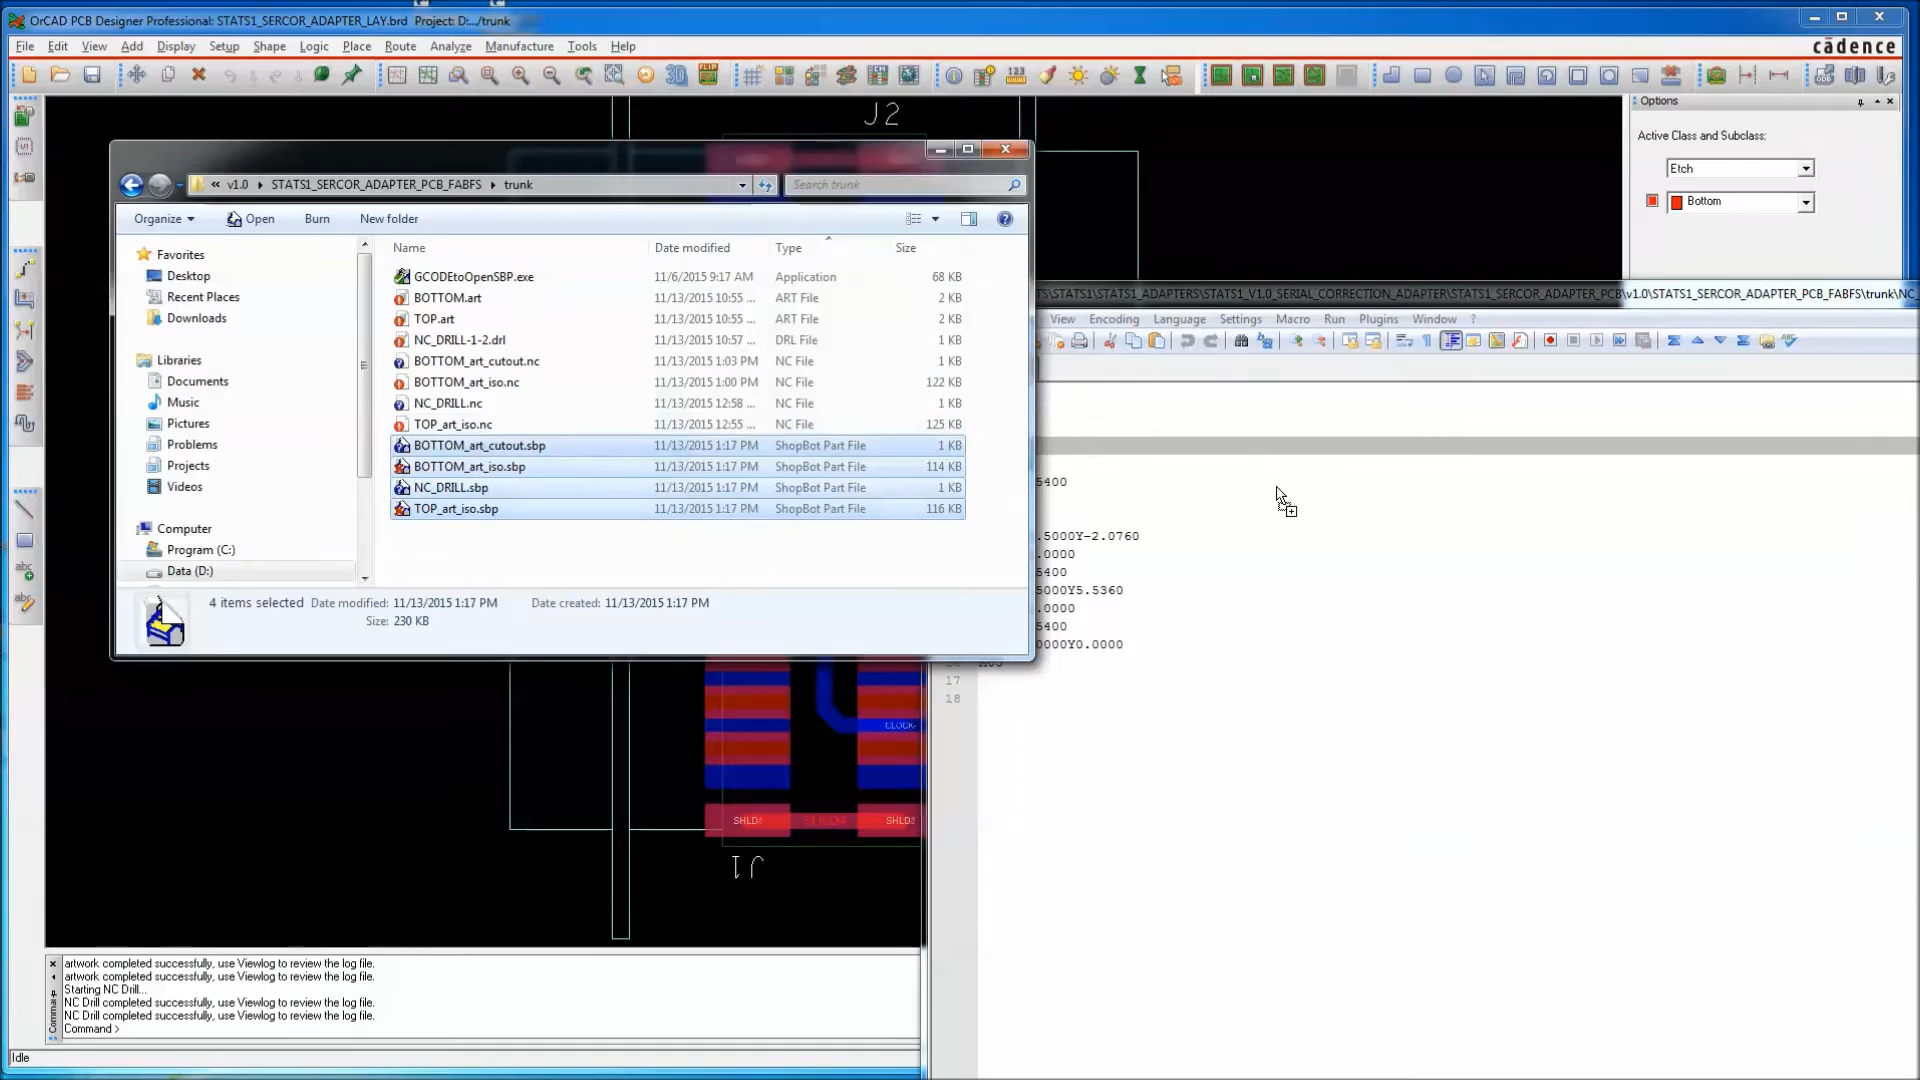 OrCAD PCB Designer Professional: STATS1_SERCOR_ADAPTER_LAY.brd Project: D:.../trunk
File Edit View Add Display Setup Shape Logic Place Route Analyze Manufacture Tools Help
cādence
Options
Active Class and Subclass:
Etch
Bottom
J2
« v1.0 STATS1_SERCOR_ADAPTER_PCB_FABFS trunk
Search trunk
Organize Open Burn New folder
Name Date modified Type Size
Favorites
Desktop
Recent Places
Downloads
Libraries
Documents
Music
Pictures
Problems
Projects
Videos
Computer
Program (C:)
Data (D:)
GCODEtoOpenSBP.exe 11/6/2015 9:17 AM Application 68 KB
BOTTOM.art 11/13/2015 10:55 ... ART File 2 KB
TOP.art 11/13/2015 10:55 ... ART File 2 KB
NC_DRILL-1-2.drl 11/13/2015 10:57 ... DRL File 1 KB
BOTTOM_art_cutout.nc 11/13/2015 1:03 PM NC File 1 KB
BOTTOM_art_iso.nc 11/13/2015 1:00 PM NC File 122 KB
NC_DRILL.nc 11/13/2015 12:58 ... NC File 1 KB
TOP_art_iso.nc 11/13/2015 12:55 ... NC File 125 KB
BOTTOM_art_cutout.sbp 11/13/2015 1:17 PM ShopBot Part File 1 KB
BOTTOM_art_iso.sbp 11/13/2015 1:17 PM ShopBot Part File 114 KB
NC_DRILL.sbp 11/13/2015 1:17 PM ShopBot Part File 1 KB
TOP_art_iso.sbp 11/13/2015 1:17 PM ShopBot Part File 116 KB
4 items selected Date modified: 11/13/2015 1:17 PM Date created: 11/13/2015 1:17 PM
Size: 230 KB
TS\STATS1\STATS1_ADAPTERS\STATS1_V1.0_SERIAL_CORRECTION_ADAPTER\STATS1_SERCOR_ADAPTER_PCB\v1.0\STATS1_SERCOR_ADAPTER_PCB_FABFS\trunk\NC_
View Encoding Language Settings Macro Run Plugins Window ?
5400
.5000Y-2.0760
.0000
5400
5000Y5.5360
.0000
5400
0000Y0.0000
17
18
CLOCK-
SHLD2
J1
artwork completed successfully, use Viewlog to review the log file.
artwork completed successfully, use Viewlog to review the log file.
Starting NC Drill...
NC Drill completed successfully, use Viewlog to review the log file.
NC Drill completed successfully, use Viewlog to review the log file.
Command >
Idle